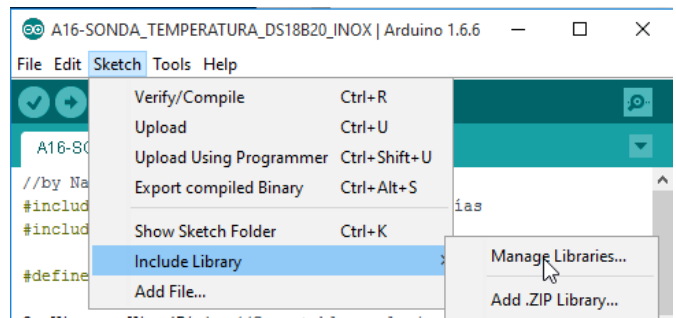 A16-SONDA_TEMPERATURA_DS18B20_INOX | Arduino 1.6.6
File Edit Sketch Tools Help
Verify/Compile Ctrl+R
Upload Ctrl+U
A16-SO
Upload Using Programmer Ctrl+Shift+U
//by Na
Export compiled Binary Ctrl+Alt+S
#includ ías
#includ
Show Sketch Folder Ctrl+K
Include Library
Manage Libraries...
#define
Add File...
Add .ZIP Library...